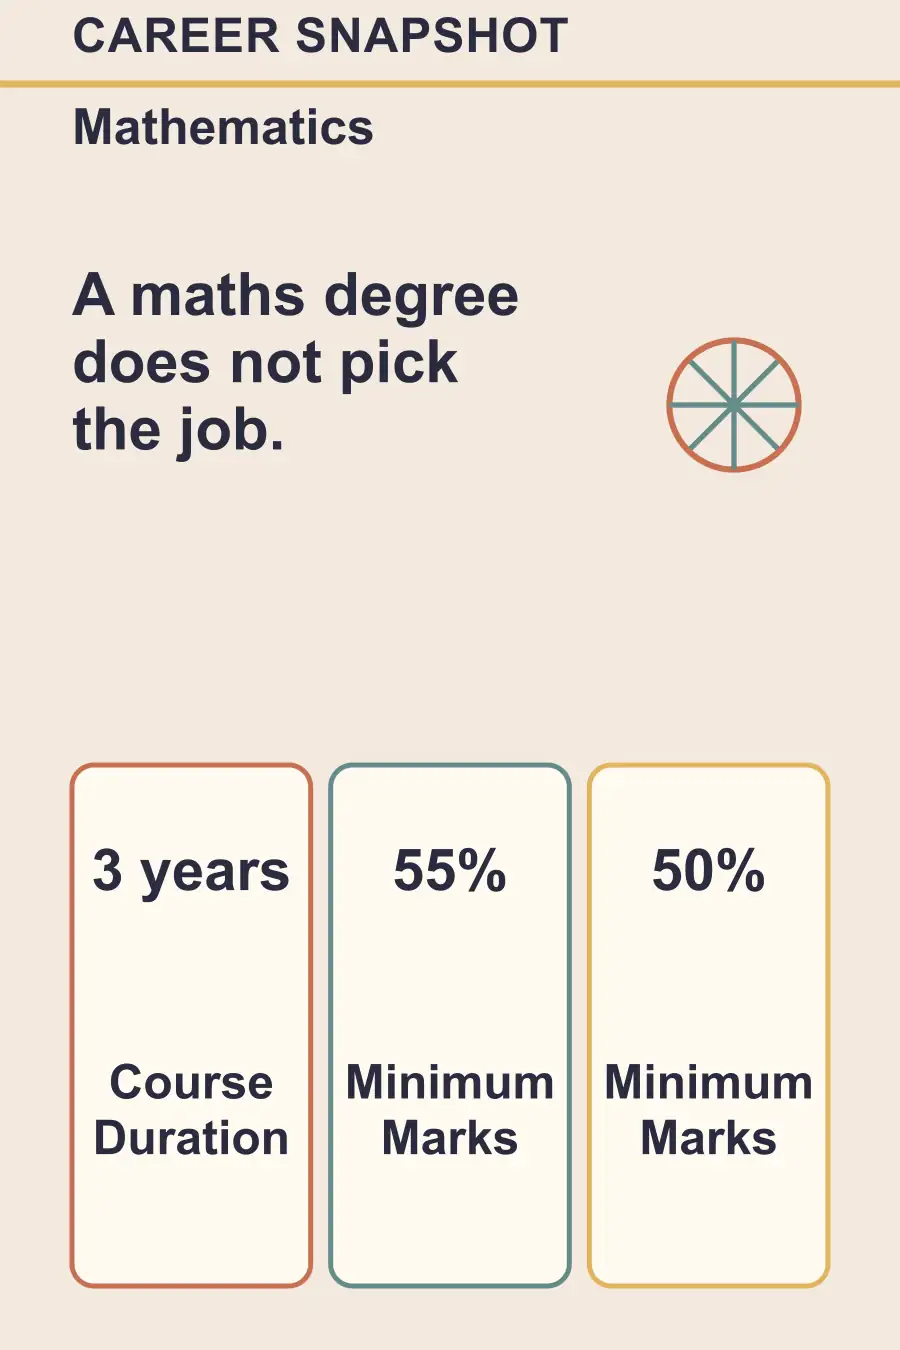 CAREER SNAPSHOT
Mathematics
A maths degree
does not pick
the job.
3 years
Course
Duration
55%
Minimum
Marks
50%
Minimum
Marks